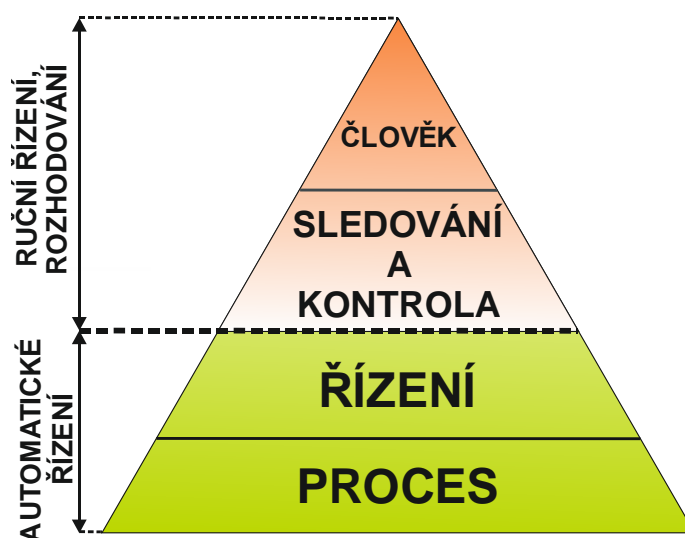 RUČNÍ ŘÍZENÍ,
ROZHODOVÁNÍ
ČLOVĚK
SLEDOVÁNÍ
A
KONTROLA
AUTOMATICKÉ
ŘÍZENÍ
ŘÍZENÍ
PROCES